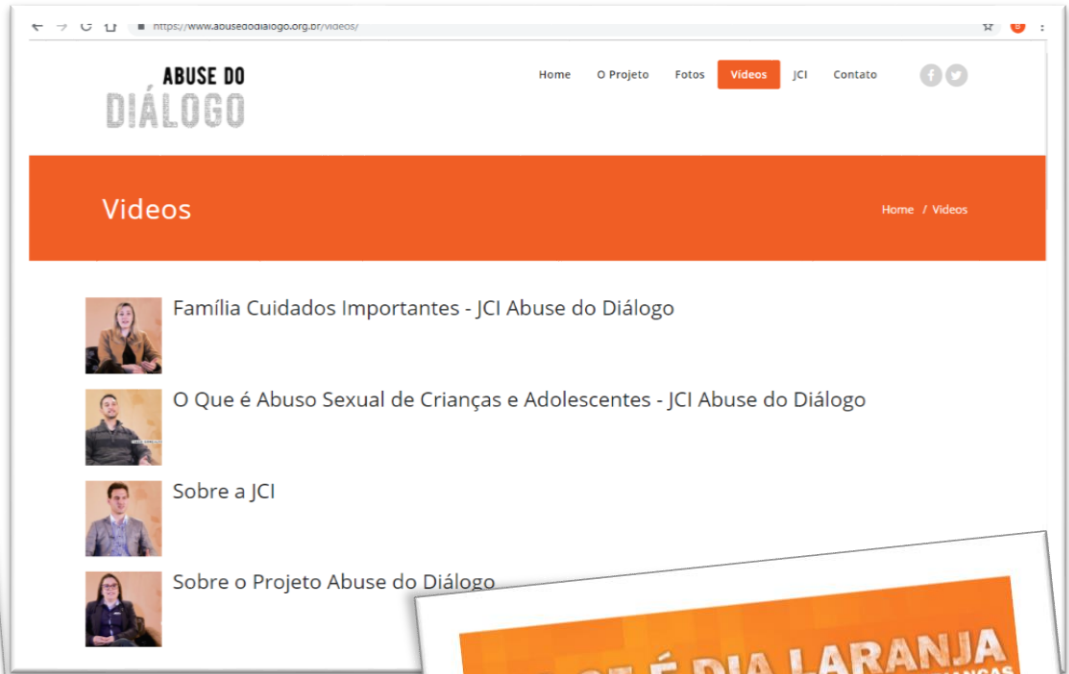 https://www.abusedodialogo.org.br/videos/
ABUSE DO
DIÁLOGO
Home O Projeto Fotos Vídeos JCI Contato
Videos
Home / Videos
Família Cuidados Importantes - JCI Abuse do Diálogo
O Que é Abuso Sexual de Crianças e Adolescentes - JCI Abuse do Diálogo
Sobre a JCI
Sobre o Projeto Abuse do Diálogo
É DIA LARANJA